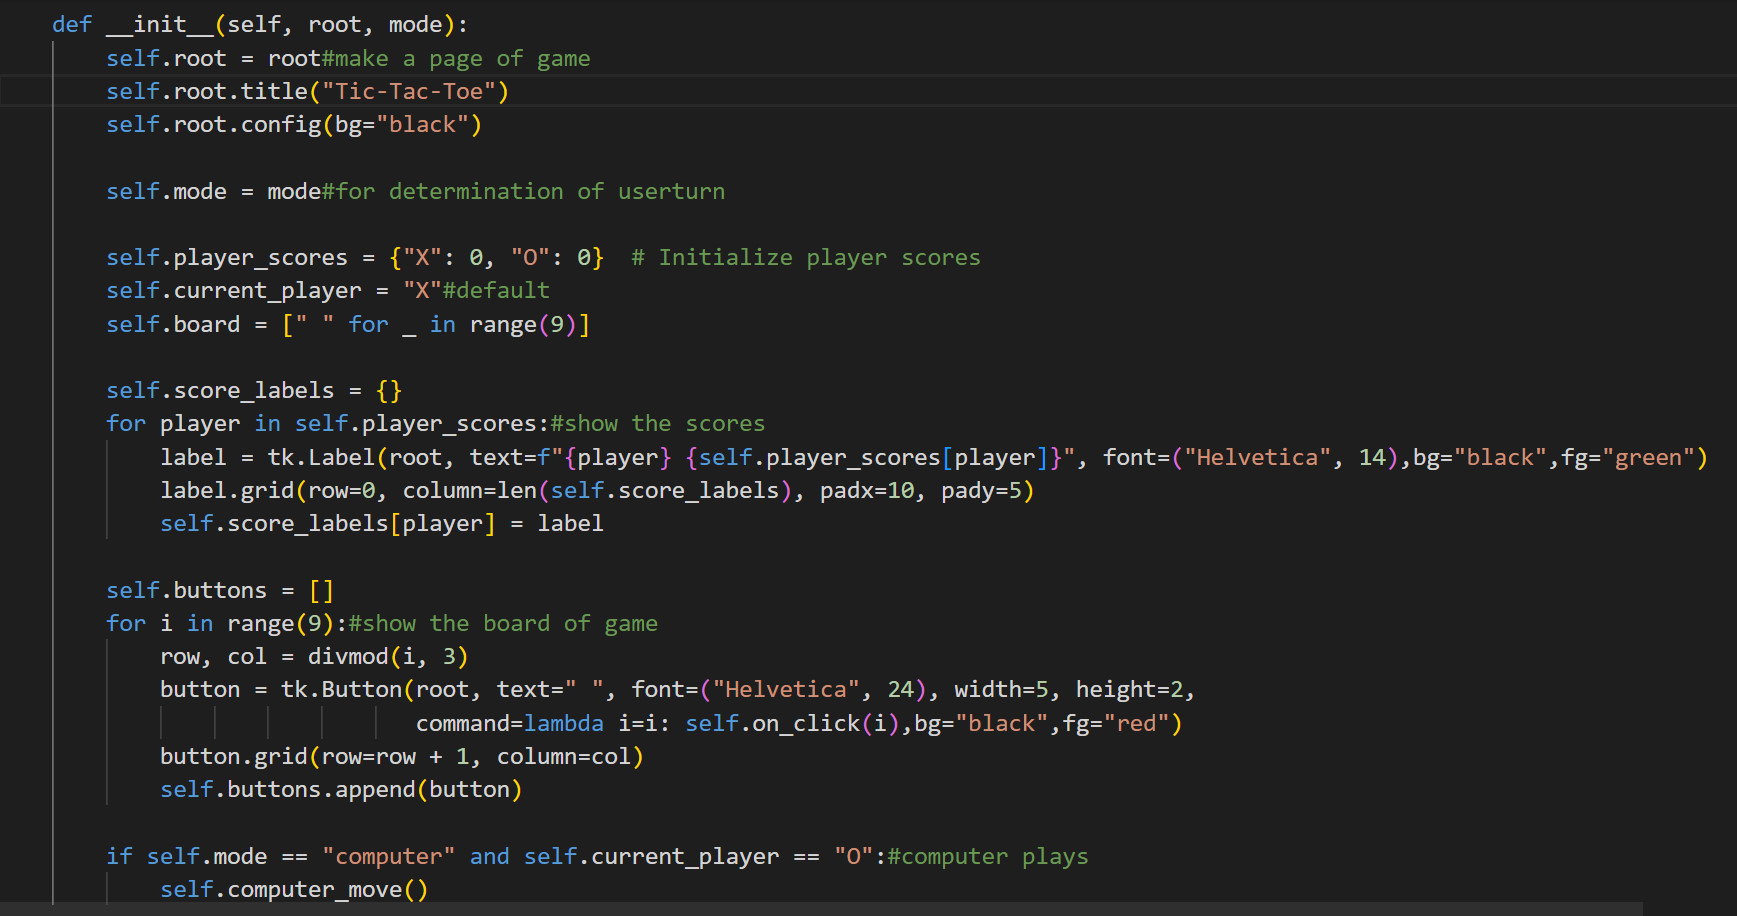 def __init__(self, root, mode):
    self.root = root#make a page of game
    self.root.title("Tic-Tac-Toe")
    self.root.config(bg="black")

    self.mode = mode#for determination of userturn

    self.player_scores = {"X": 0, "O": 0}  # Initialize player scores
    self.current_player = "X"#default
    self.board = [" " for _ in range(9)]

    self.score_labels = {}
    for player in self.player_scores:#show the scores
        label = tk.Label(root, text=f"{player} {self.player_scores[player]}", font=("Helvetica", 14),bg="black",fg="green")
        label.grid(row=0, column=len(self.score_labels), padx=10, pady=5)
        self.score_labels[player] = label

    self.buttons = []
    for i in range(9):#show the board of game
        row, col = divmod(i, 3)
        button = tk.Button(root, text=" ", font=("Helvetica", 24), width=5, height=2,
                           command=lambda i=i: self.on_click(i),bg="black",fg="red")
        button.grid(row=row + 1, column=col)
        self.buttons.append(button)

    if self.mode == "computer" and self.current_player == "O":#computer plays
        self.computer_move()